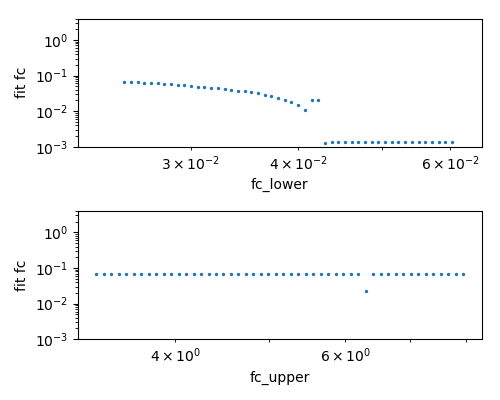 10⁰
10⁻¹
10⁻²
10⁻³
fit fc
3 × 10⁻² 4 × 10⁻² 6 × 10⁻²
fc_lower
10⁰
10⁻¹
10⁻²
10⁻³
fit fc
4 × 10⁰ 6 × 10⁰
fc_upper